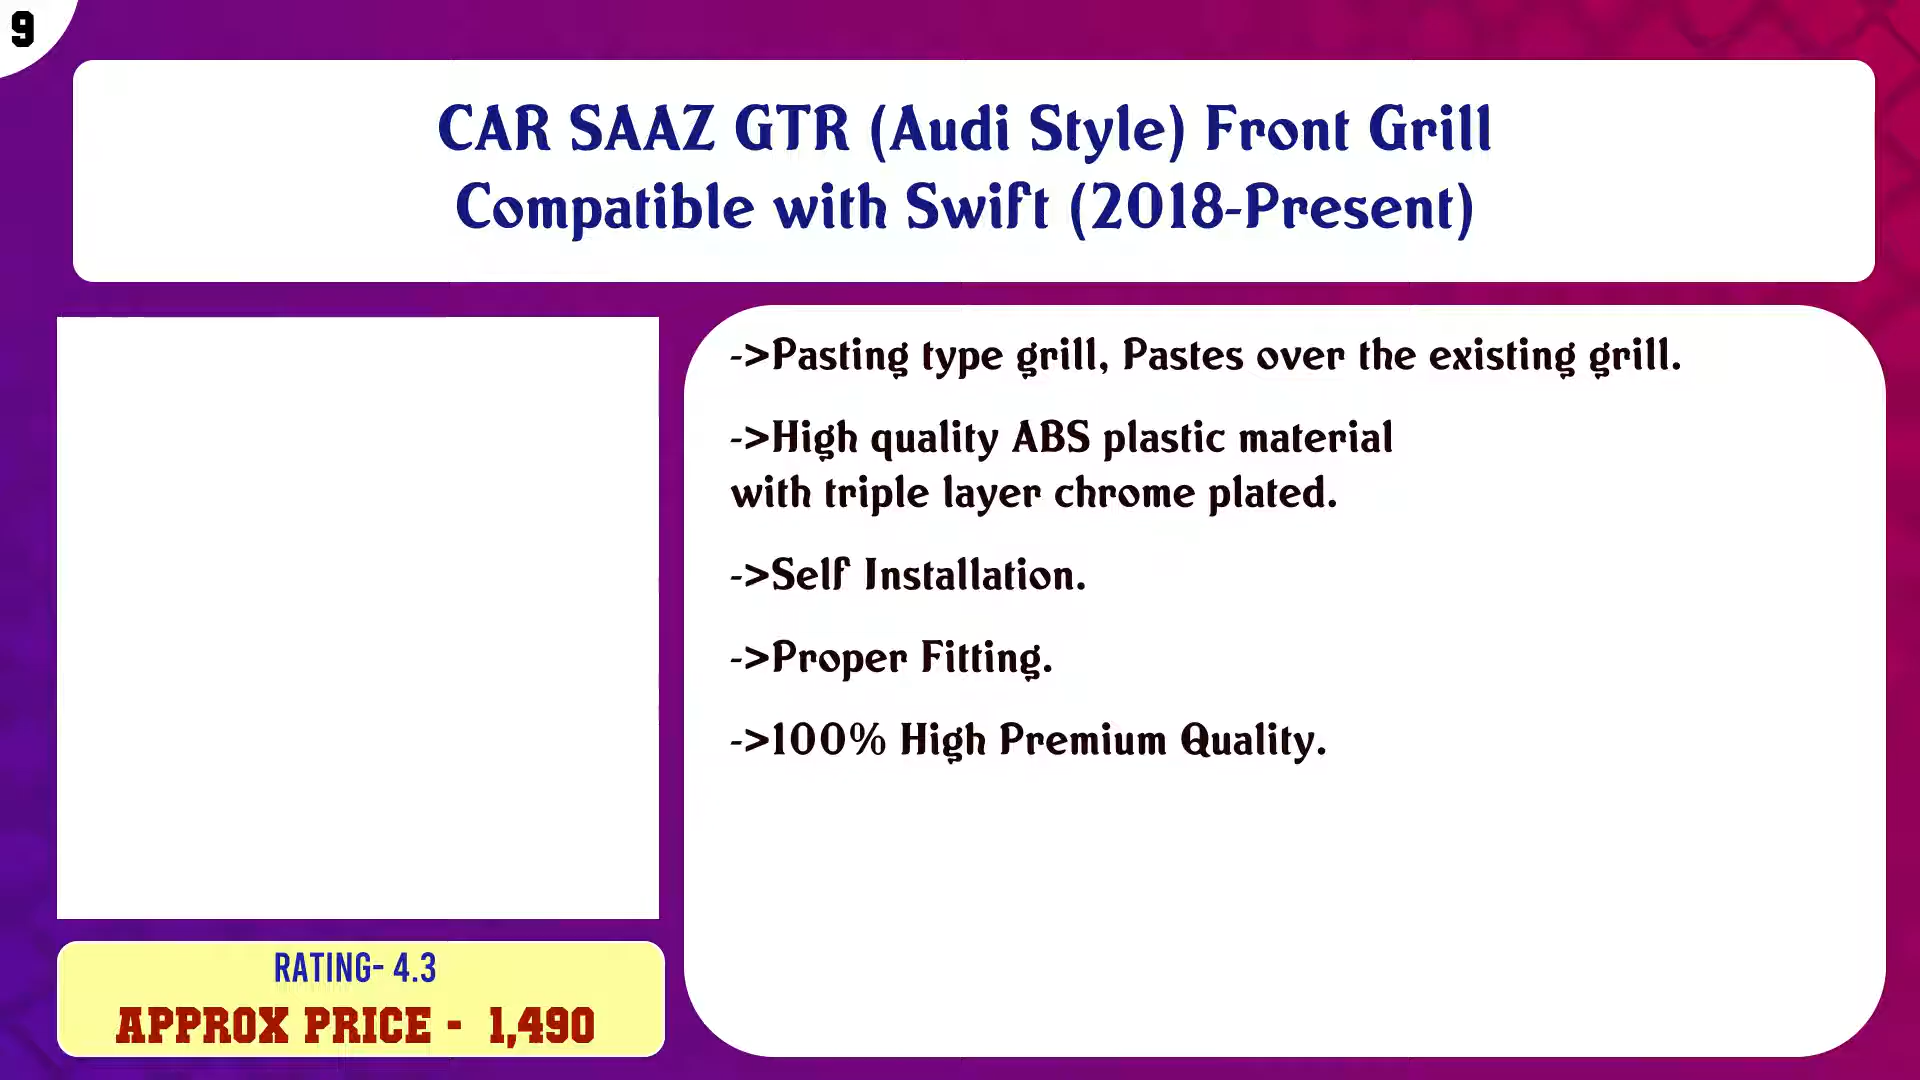 9
CAR SAAZ GTR (Audi Style) Front Grill
Compatible with Swift (2018-Present)
->Pasting type grill, Pastes over the existing grill.
->High quality ABS plastic material
with triple layer chrome plated.
->Self Installation.
->Proper Fitting.
->100% High Premium Quality.
RATING- 4.3
APPROX PRICE - 1,490